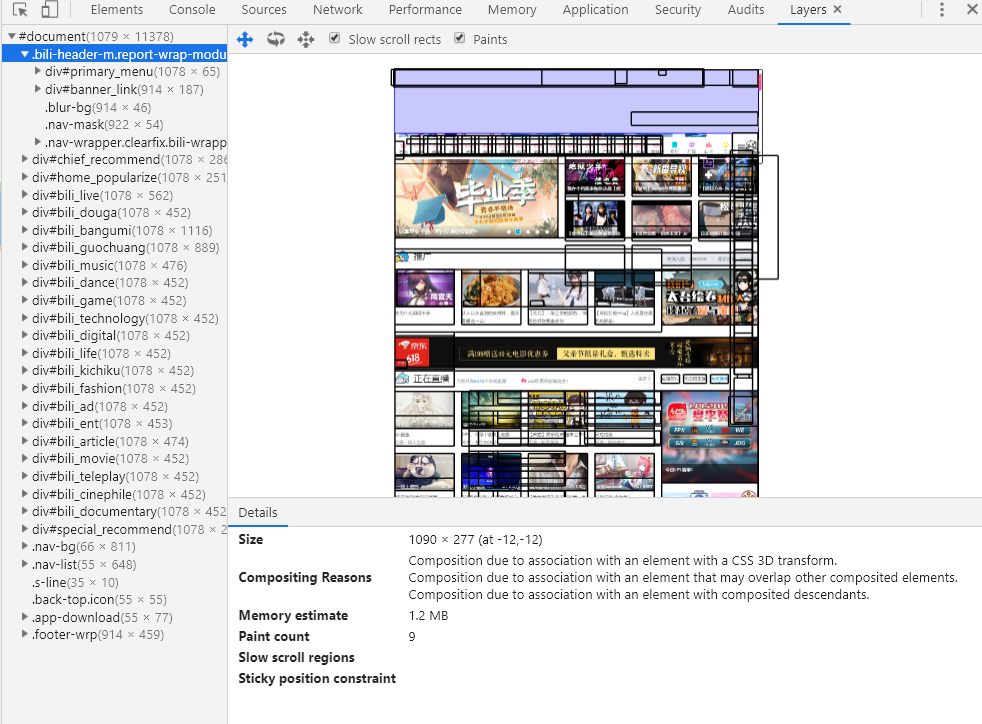 Elements Console Sources Network Performance Memory Application Security Audits Layers ×
#document(1079 × 11378)
Slow scroll rects Paints
.bili-header-m.report-wrap-modu
div#primary_menu(1078 × 65)
div#banner_link(914 × 187)
.blur-bg(914 × 46)
.nav-mask(922 × 54)
.nav-wrapper.clearfix.bili-wrapp
div#chief_recommend(1078 × 286
div#home_popularize(1078 × 251
div#bili_live(1078 × 562)
div#bili_douga(1078 × 452)
div#bili_bangumi(1078 × 1116)
div#bili_guochuang(1078 × 889)
div#bili_music(1078 × 476)
div#bili_dance(1078 × 452)
div#bili_game(1078 × 452)
div#bili_technology(1078 × 452)
div#bili_digital(1078 × 452)
div#bili_life(1078 × 452)
div#bili_kichiku(1078 × 452)
div#bili_fashion(1078 × 452)
div#bili_ad(1078 × 452)
div#bili_ent(1078 × 453)
div#bili_article(1078 × 474)
div#bili_movie(1078 × 452)
div#bili_teleplay(1078 × 452)
div#bili_cinephile(1078 × 452)
div#bili_documentary(1078 × 452
div#special_recommend(1078 × 2
.nav-bg(66 × 811)
.nav-list(55 × 648)
.s-line(35 × 10)
.back-top.icon(55 × 55)
.app-download(55 × 77)
.footer-wrp(914 × 459)
毕业季
推广
京东
618
满199赠送40元电影优惠券 父亲节限量礼盒，甄选特卖
正在直播
FPX WE
SN JDG
Details
Size 1090 × 277 (at -12,-12)
Compositing Reasons
Composition due to association with an element with a CSS 3D transform.
Composition due to association with an element that may overlap other composited elements.
Composition due to association with an element with composited descendants.
Memory estimate 1.2 MB
Paint count 9
Slow scroll regions
Sticky position constraint